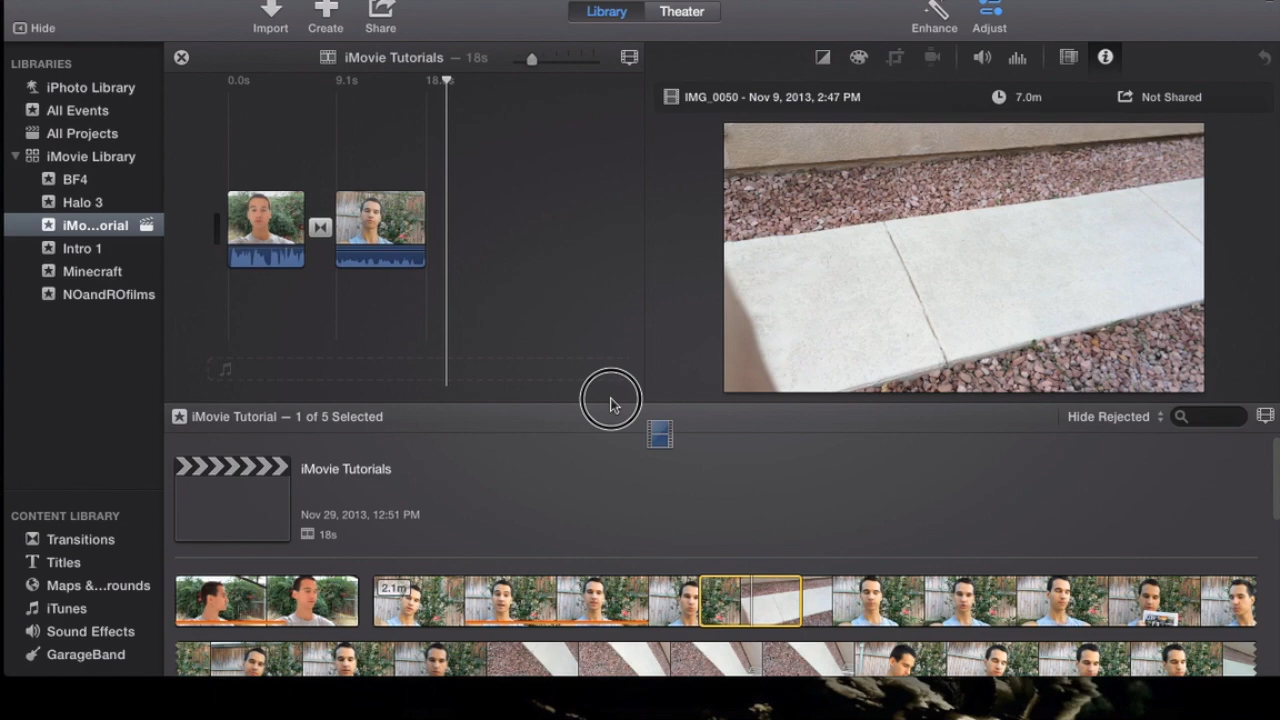 Library
Theater
Hide
Import
Create
Share
Enhance
Adjust
LIBRARIES
iPhoto Library
All Events
All Projects
iMovie Library
BF4
Halo 3
iMo...orial
Intro 1
Minecraft
NOandROfilms
CONTENT LIBRARY
Transitions
Titles
Maps &...rounds
iTunes
Sound Effects
GarageBand
iMovie Tutorials — 18s
0.0s
9.1s
IMG_0050 - Nov 9, 2013, 2:47 PM
7.0m
Not Shared
iMovie Tutorial — 1 of 5 Selected
Hide Rejected
iMovie Tutorials
Nov 29, 2013, 12:51 PM
18s
2.1m